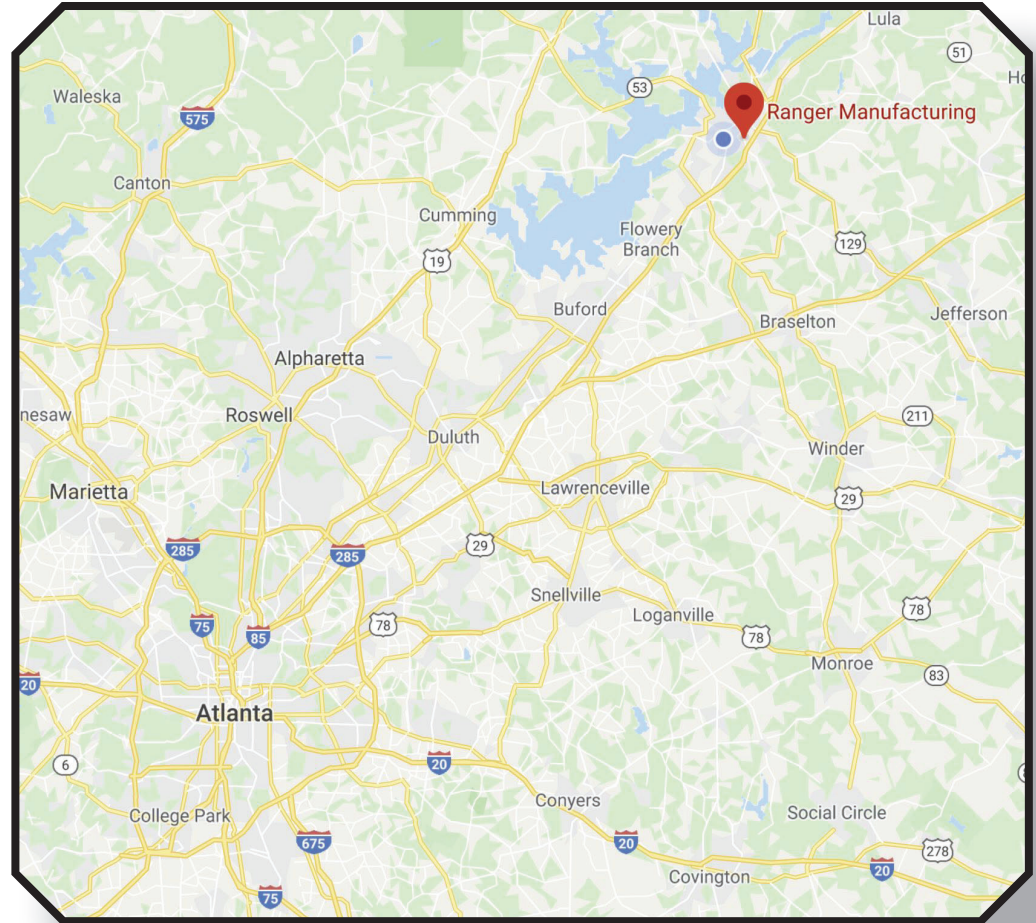 Lula
51
53
Waleska
575
Ranger Manufacturing
Canton
Cumming
Flowery
Branch
129
19
Buford
Braselton
Jefferson
Alpharetta
nesaw
Roswell
211
Duluth
Winder
Marietta
Lawrenceville
29
285
285
29
Snellville
78
Loganville
75
85
78
78
Monroe
83
20
Atlanta
6
20
Conyers
College Park
Social Circle
675
20
278
20
Covington
75